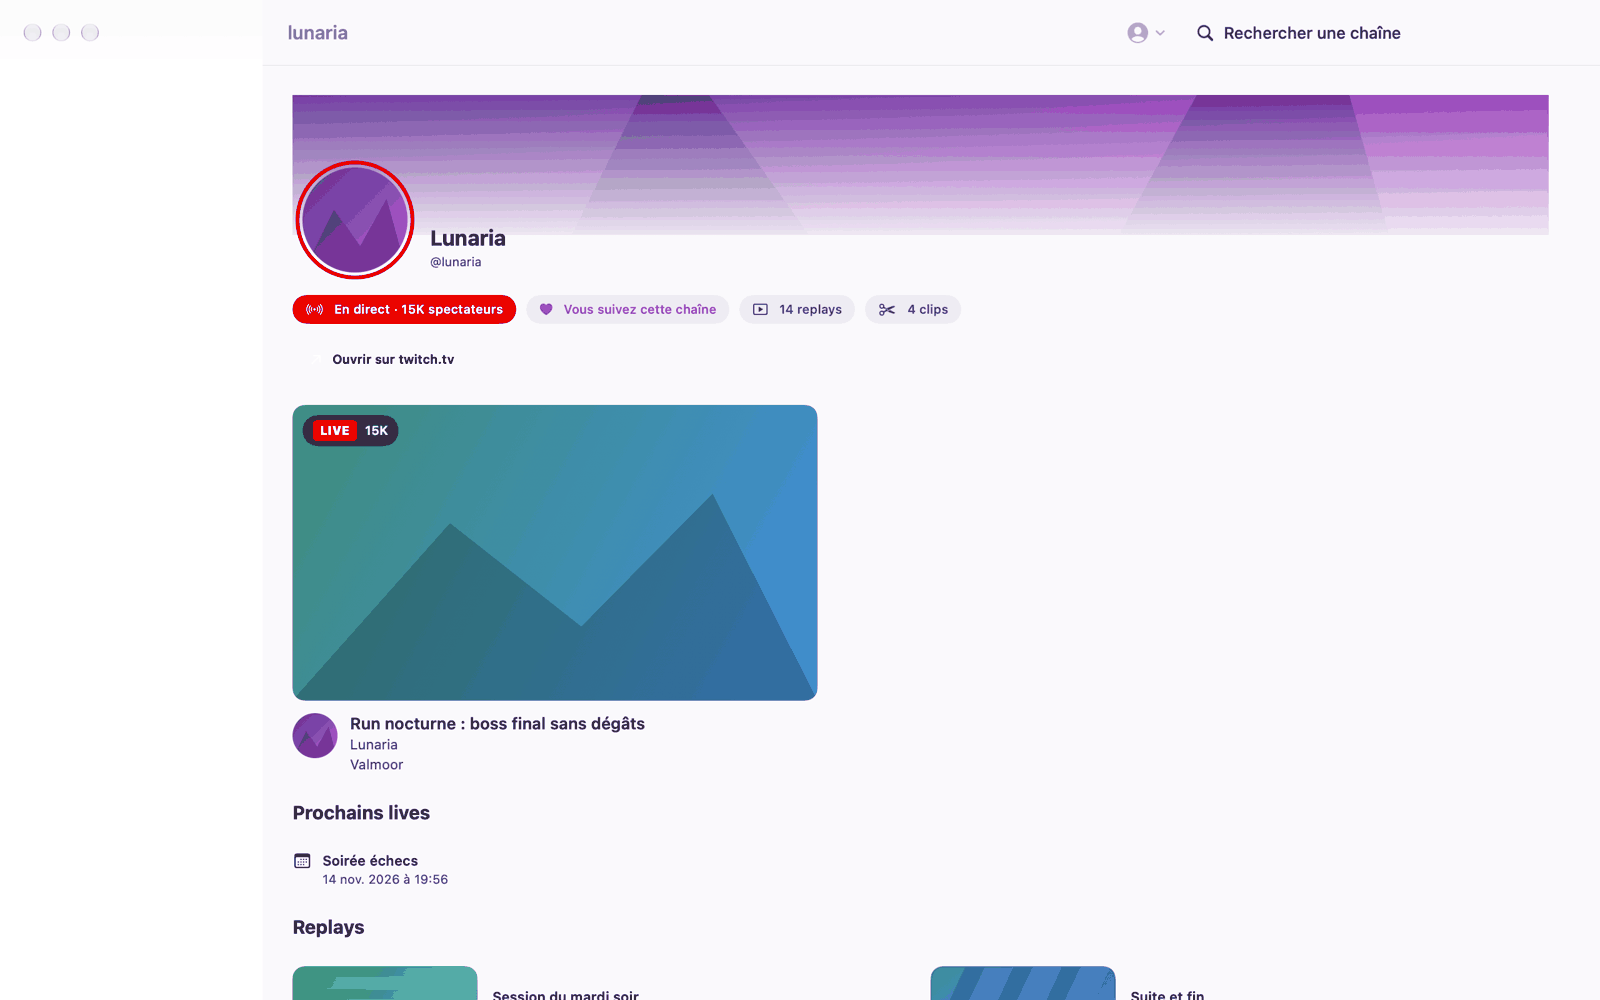 lunaria
Rechercher une chaîne
Lunaria
@lunaria
En direct · 15K spectateurs
Vous suivez cette chaîne
14 replays
4 clips
Ouvrir sur twitch.tv
LIVE 15K
Run nocturne : boss final sans dégâts
Lunaria
Valmoor
Prochains lives
Soirée échecs
14 nov. 2026 à 19:56
Replays
Session du mardi soir
Suite et fin